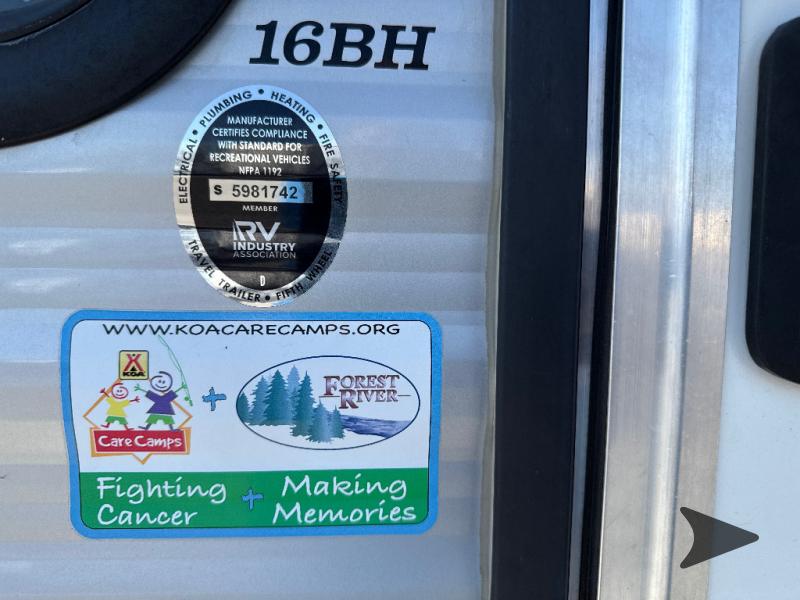 16BH
ELECTRICAL • PLUMBING • HEATING • FIRE SAFETY
MANUFACTURER
CERTIFIES COMPLIANCE
WITH STANDARD FOR
RECREATIONAL VEHICLES
NFPA 1192
S 5981742
MEMBER
RV
INDUSTRY
ASSOCIATION
D
TRAVEL TRAILER • FIFTH WHEEL
WWW.KOACARECAMPS.ORG
KOA
Care Camps
+
FOREST
RIVER
Fighting + Making
Cancer Memories